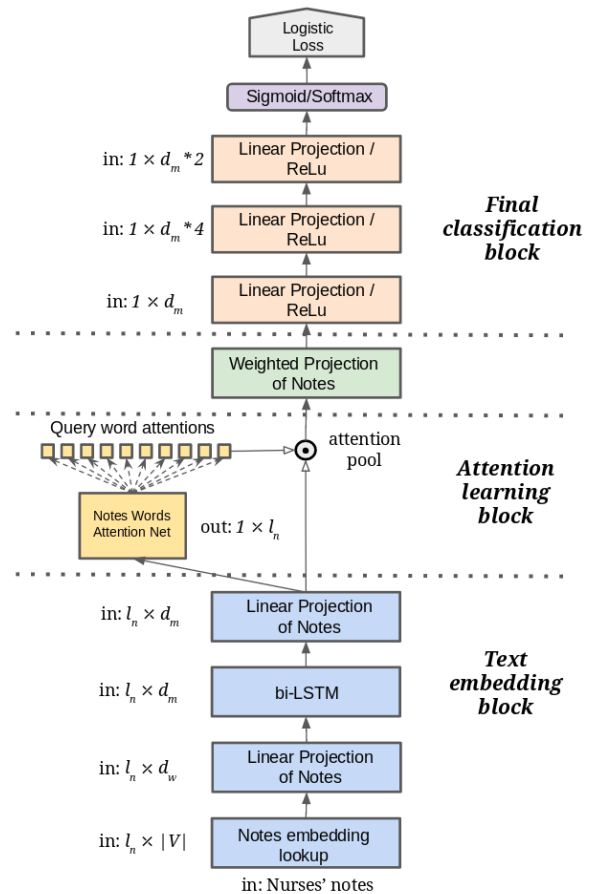 Logistic
Loss
Sigmoid/Softmax
in: 1 × d_m * 2
Linear Projection /
ReLu
in: 1 × d_m * 4
Linear Projection /
ReLu
Final
classification
block
in: 1 × d_m
Linear Projection /
ReLu
Weighted Projection
of Notes
Query word attentions
attention
pool
Notes Words
Attention Net
out: 1 × l_n
Attention
learning
block
in: l_n × d_m
Linear Projection
of Notes
in: l_n × d_m
bi-LSTM
Text
embedding
block
in: l_n × d_w
Linear Projection
of Notes
in: l_n × |V|
Notes embedding
lookup
in: Nurses' notes